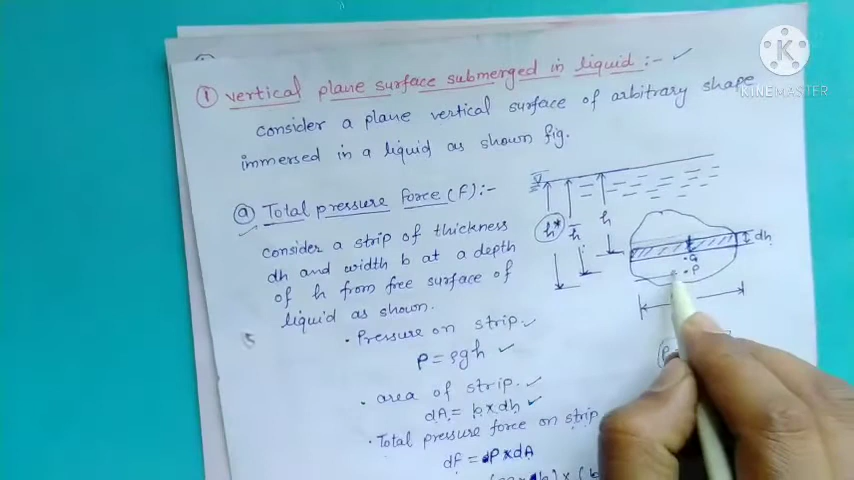 KINEMASTER
① vertical plane surface submerged in liquid :-
consider a plane vertical surface of arbitrary shape
immersed in a liquid as shown fig.
ⓐ Total pressure force (F) :-
consider a strip of thickness
dh and width b at a depth
of h from free surface of
liquid as shown.
• Pressure on strip.
P = ρgh
• area of strip.
dA = b x dh
• Total pressure force on strip
dF = dP x dA
h* h̄ h
dh
G
P